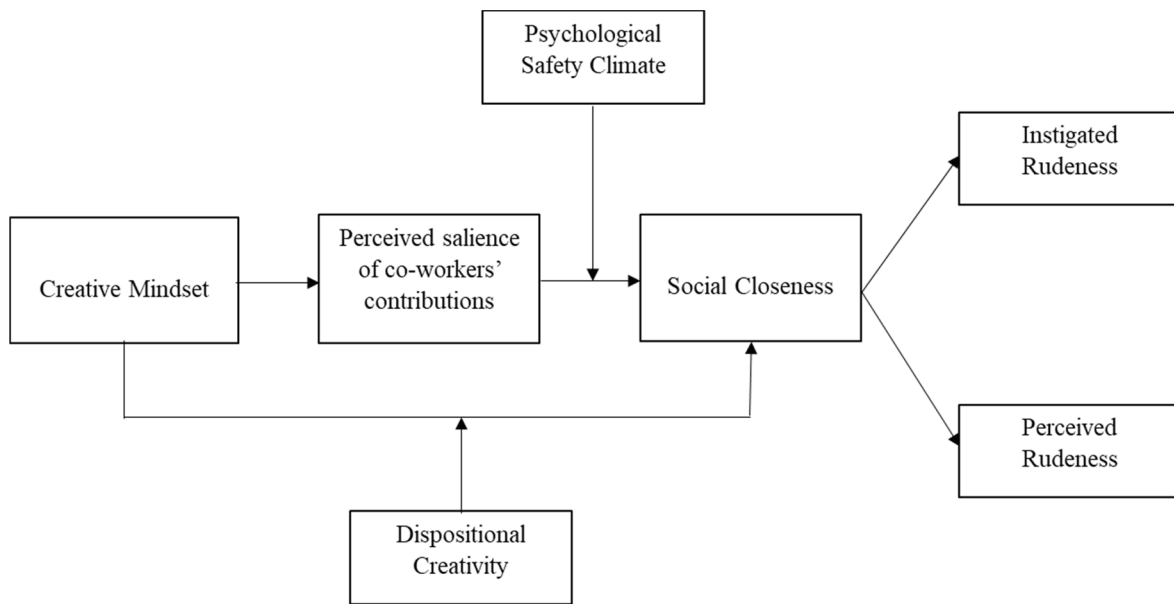 Psychological
Safety Climate
Instigated
Rudeness
Creative Mindset
Perceived salience
of co-workers’
contributions
Social Closeness
Perceived
Rudeness
Dispositional
Creativity